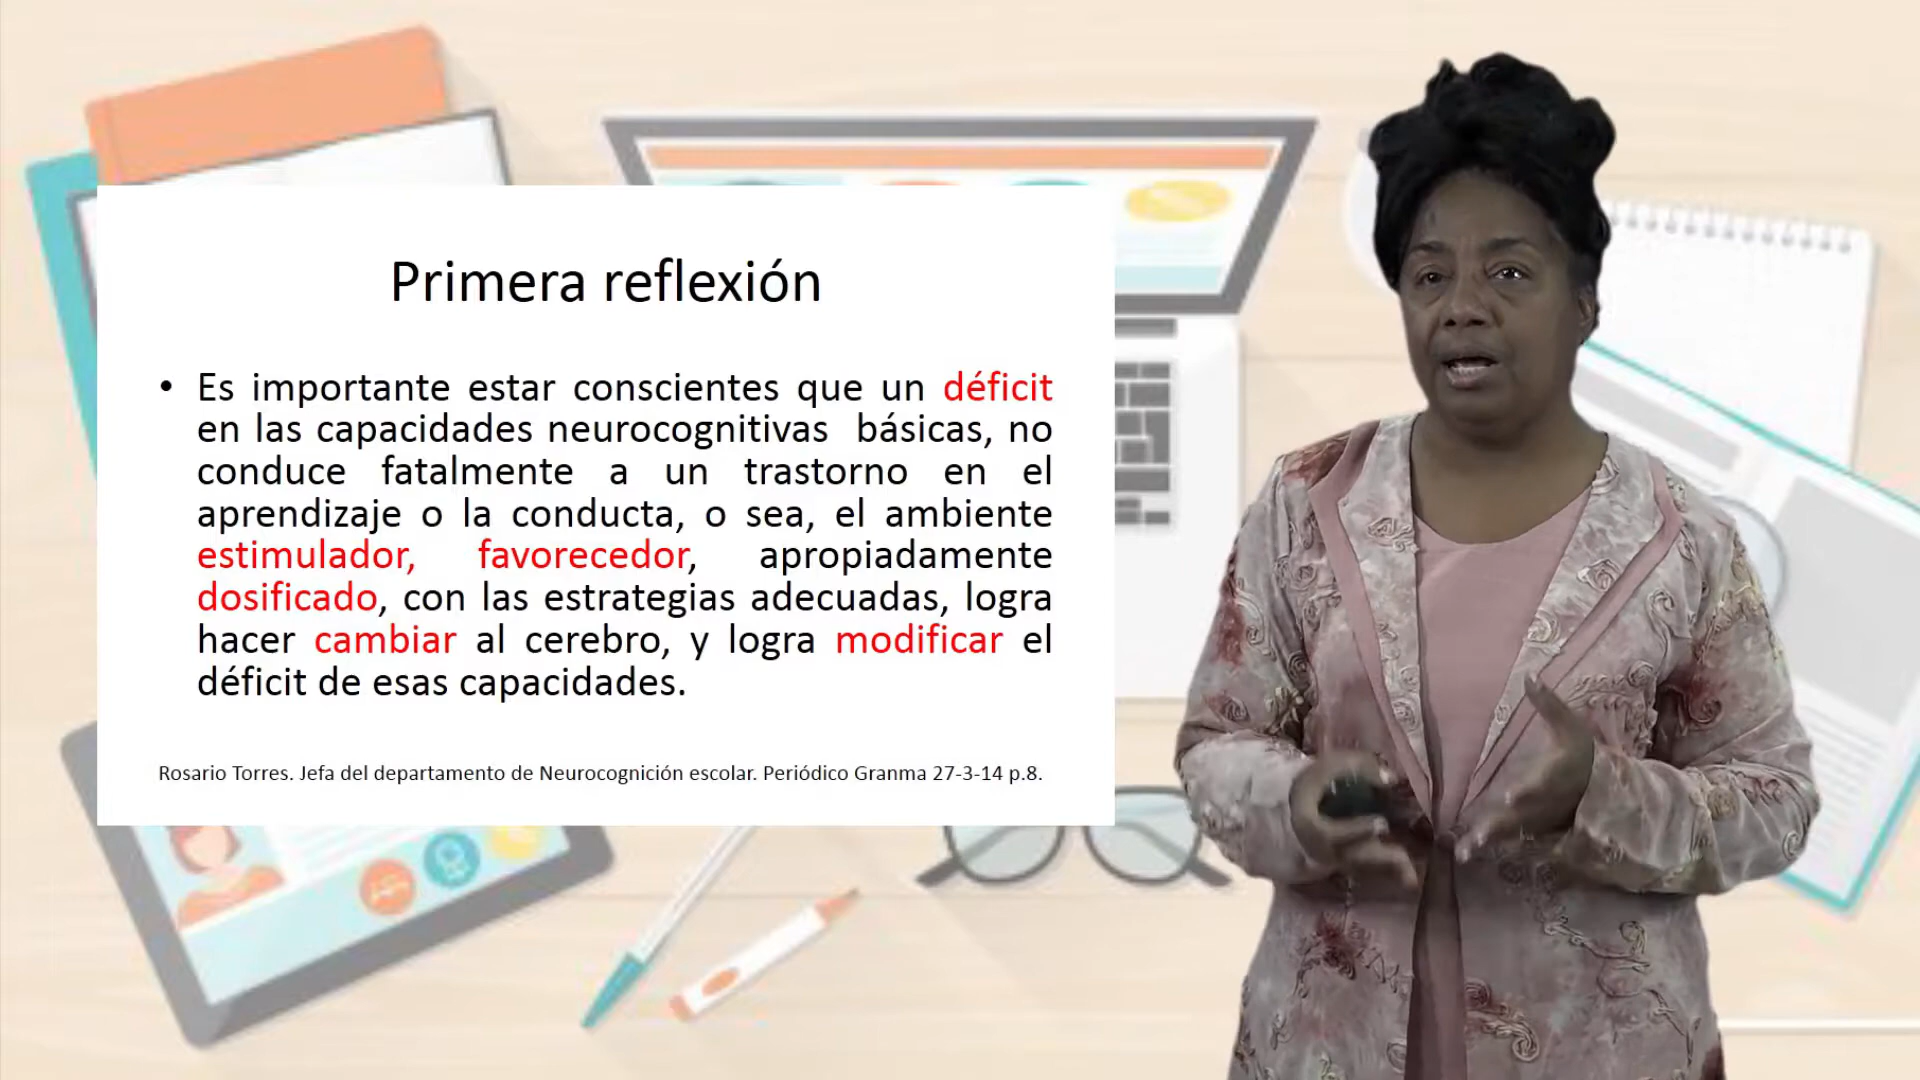 Primera reflexión
• Es importante estar conscientes que un déficit
en las capacidades neurocognitivas básicas, no
conduce fatalmente a un trastorno en el
aprendizaje o la conducta, o sea, el ambiente
estimulador, favorecedor, apropiadamente
dosificado, con las estrategias adecuadas, logra
hacer cambiar al cerebro, y logra modificar el
déficit de esas capacidades.
Rosario Torres. Jefa del departamento de Neurocognición escolar. Periódico Granma 27-3-14 p.8.